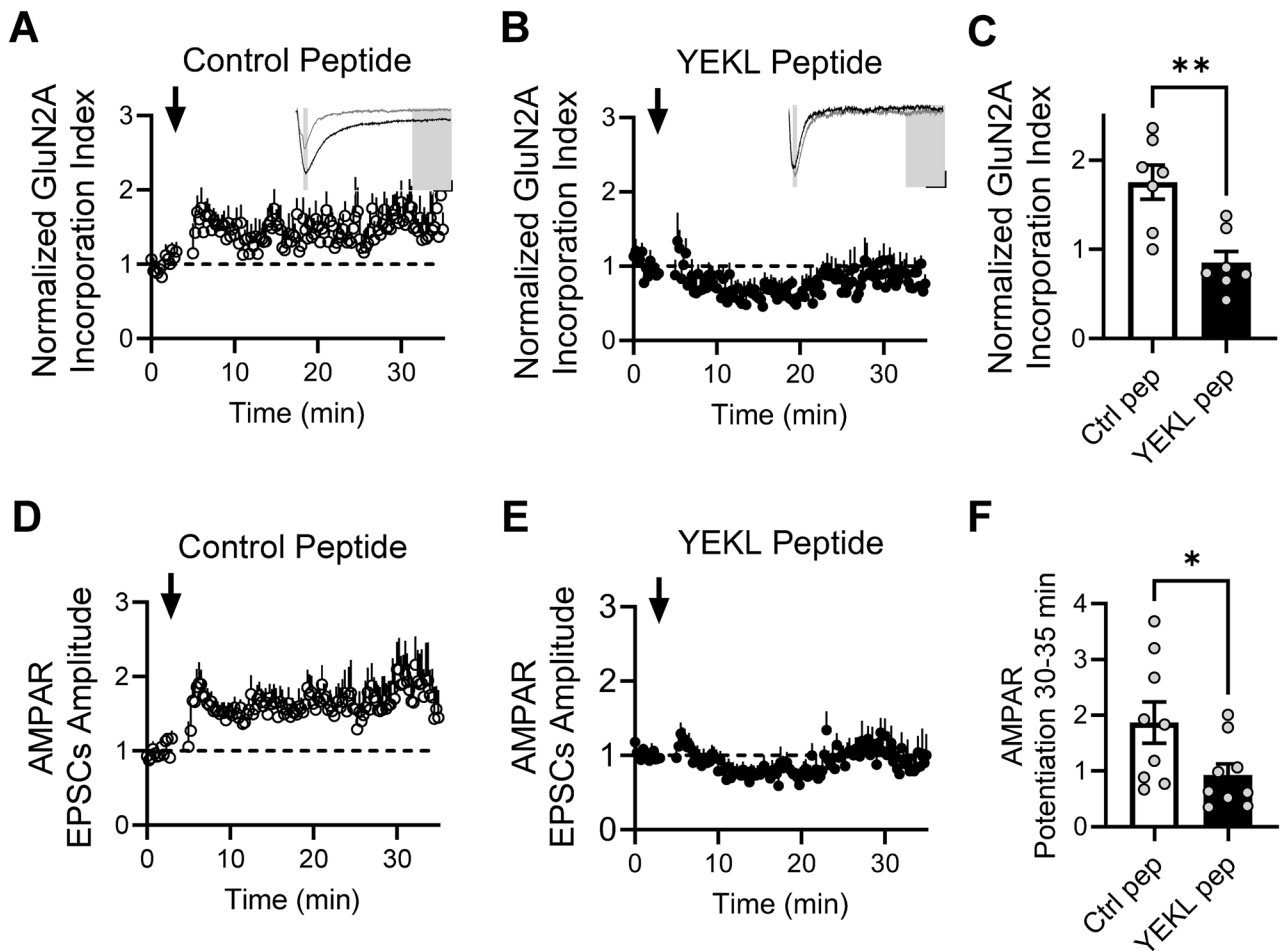 A
Control Peptide
Normalized GluN2A
Incorporation Index
3
2
1
0
0
10
20
30
Time (min)
B
YEKL Peptide
Normalized GluN2A
Incorporation Index
3
2
1
0
0
10
20
30
Time (min)
C
**
Normalized GluN2A
Incorporation Index
2
1
0
Ctrl pep
YEKL pep
D
Control Peptide
AMPAR
EPSCs Amplitude
3
2
1
0
0
10
20
30
Time (min)
E
YEKL Peptide
AMPAR
EPSCs Amplitude
3
2
1
0
0
10
20
30
Time (min)
F
*
AMPAR
Potentiation 30-35 min
4
3
2
1
0
Ctrl pep
YEKL pep